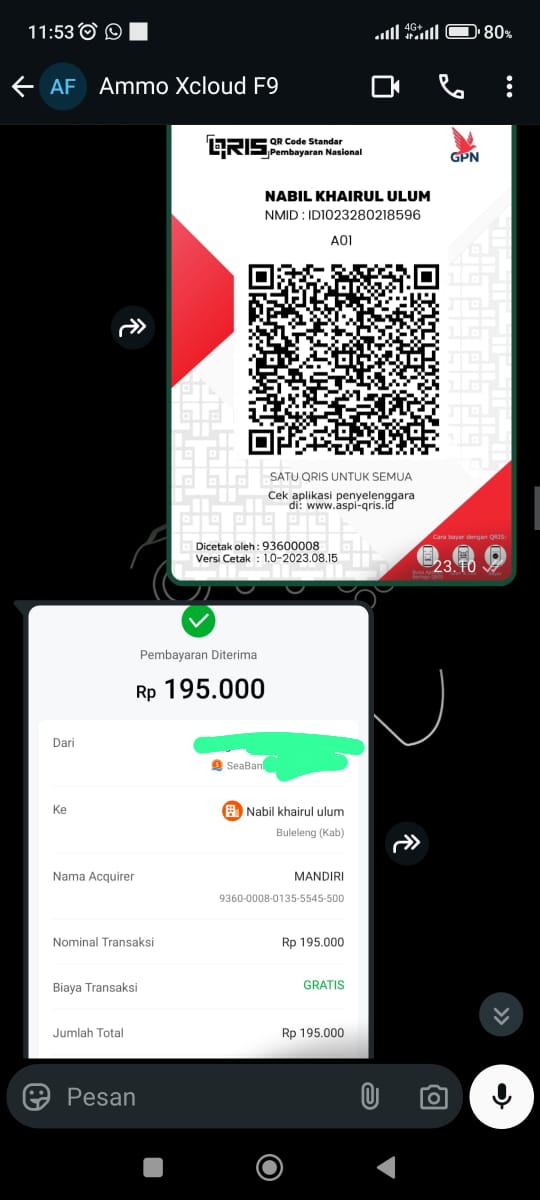 11:53
4G+
80%
AF Ammo Xcloud F9
QRIS QR Code Standar
Pembayaran Nasional
GPN
NABIL KHAIRUL ULUM
NMID : ID1023280218596
A01
SATU QRIS UNTUK SEMUA
Cek aplikasi penyelenggara
di: www.aspi-qris.id
Dicetak oleh : 93600008
Versi Cetak : 1.0-2023.08.15
Cara bayar dengan QRIS:
23.10
Pembayaran Diterima
Rp 195.000
Dari
SeaBan
Ke
Nabil khairul ulum
Buleleng (Kab)
Nama Acquirer
MANDIRI
9360-0008-0135-5545-500
Nominal Transaksi
Rp 195.000
Biaya Transaksi
GRATIS
Jumlah Total
Rp 195.000
Pesan